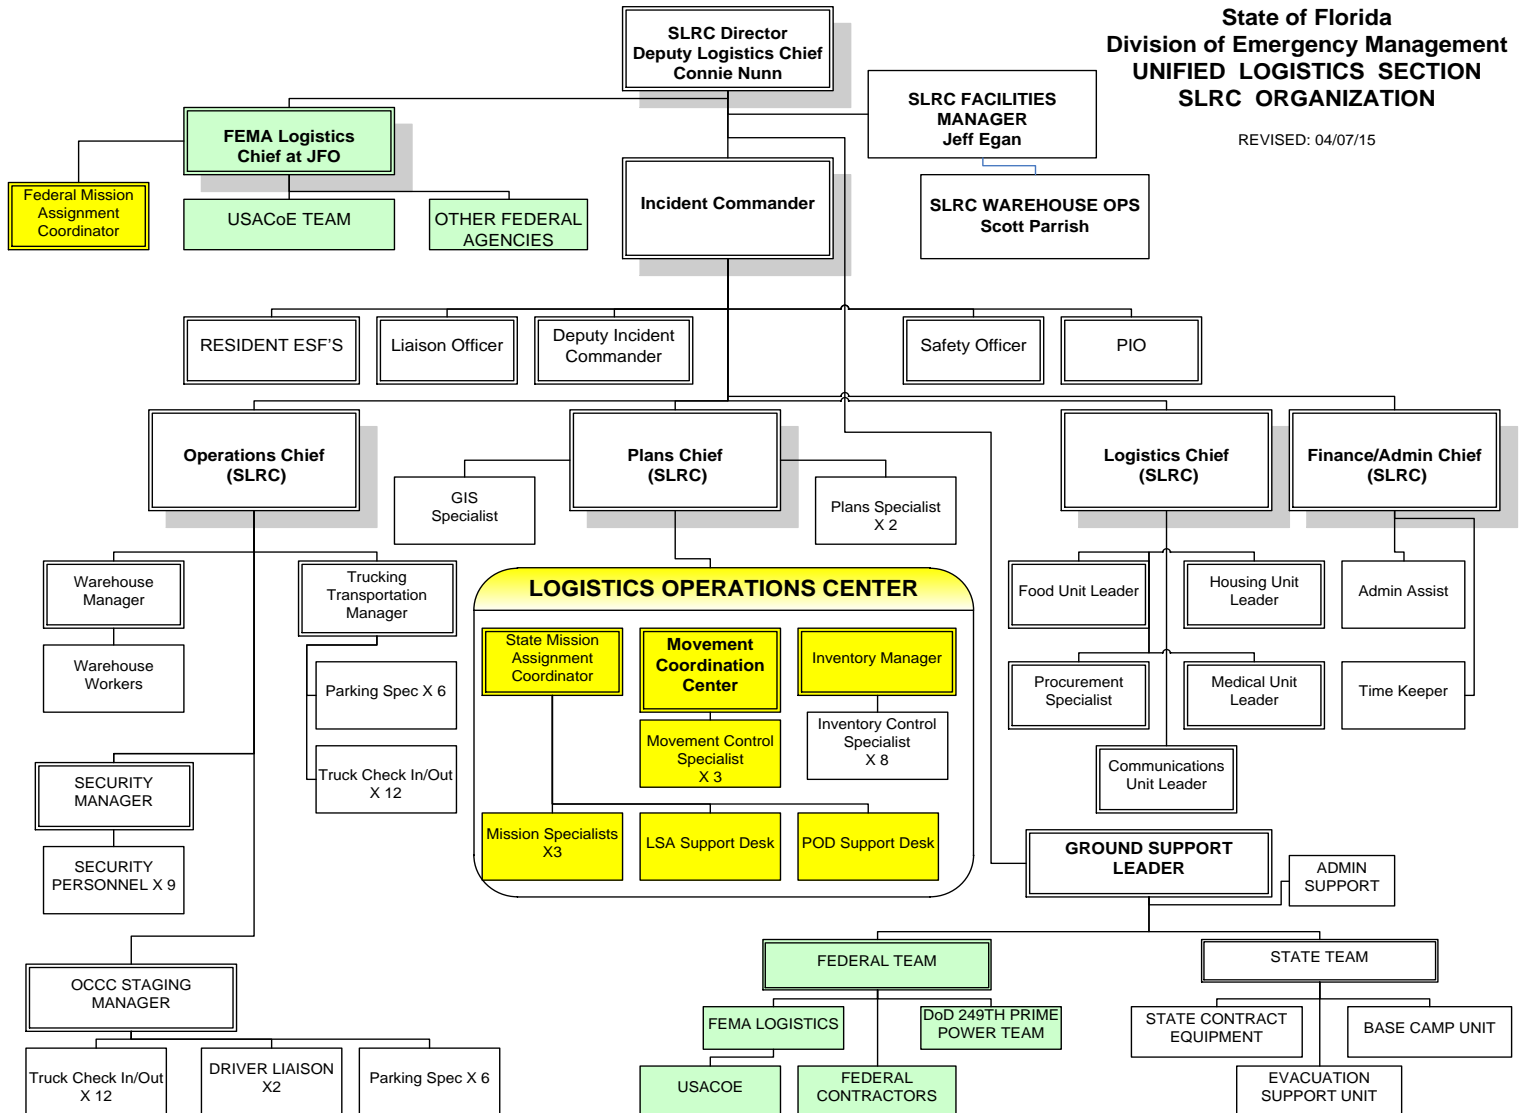 State of Florida
Division of Emergency Management
UNIFIED LOGISTICS SECTION
SLRC ORGANIZATION
REVISED: 04/07/15
SLRC Director
Deputy Logistics Chief
Connie Nunn
SLRC FACILITIES
MANAGER
Jeff Egan
FEMA Logistics
Chief at JFO
Federal Mission
Assignment
Coordinator
USACoE TEAM
OTHER FEDERAL
AGENCIES
Incident Commander
SLRC WAREHOUSE OPS
Scott Parrish
RESIDENT ESF'S
Liaison Officer
Deputy Incident
Commander
Safety Officer
PIO
Operations Chief
(SLRC)
Plans Chief
(SLRC)
Logistics Chief
(SLRC)
Finance/Admin Chief
(SLRC)
GIS
Specialist
Plans Specialist
X 2
Warehouse
Manager
Trucking
Transportation
Manager
Warehouse
Workers
Parking Spec X 6
Truck Check In/Out
X 12
SECURITY
MANAGER
SECURITY
PERSONNEL X 9
OCCC STAGING
MANAGER
Truck Check In/Out
X 12
DRIVER LIAISON
X2
Parking Spec X 6
LOGISTICS OPERATIONS CENTER
State Mission
Assignment
Coordinator
Movement
Coordination
Center
Inventory Manager
Movement Control
Specialist
X 3
Inventory Control
Specialist
X 8
Mission Specialists
X3
LSA Support Desk
POD Support Desk
Food Unit Leader
Housing Unit
Leader
Admin Assist
Procurement
Specialist
Medical Unit
Leader
Time Keeper
Communications
Unit Leader
GROUND SUPPORT
LEADER
ADMIN
SUPPORT
FEDERAL TEAM
STATE TEAM
FEMA LOGISTICS
DoD 249TH PRIME
POWER TEAM
USACOE
FEDERAL
CONTRACTORS
STATE CONTRACT
EQUIPMENT
BASE CAMP UNIT
EVACUATION
SUPPORT UNIT